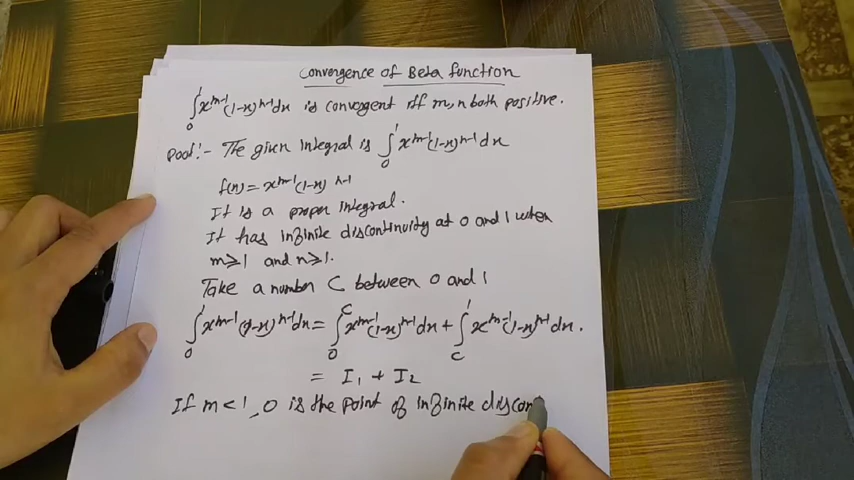 Convergence of Beta function
∫₀¹ x^{m-1}(1-x)^{n-1}dx is convergent iff m, n both positive.
Proof:- The given integral is ∫₀¹ x^{m-1}(1-x)^{n-1}dx
f(x) = x^{m-1}(1-x)^{n-1}
It is a proper integral.
It has infinite discontinuity at 0 and 1 when
m≥1 and n≥1.
Take a number C between 0 and 1
∫₀¹ x^{m-1}(1-x)^{n-1}dx = ∫₀^C x^{m-1}(1-x)^{n-1}dx + ∫_C¹ x^{m-1}(1-x)^{n-1}dx.
= I₁ + I₂
If m<1, 0 is the point of infinite discon